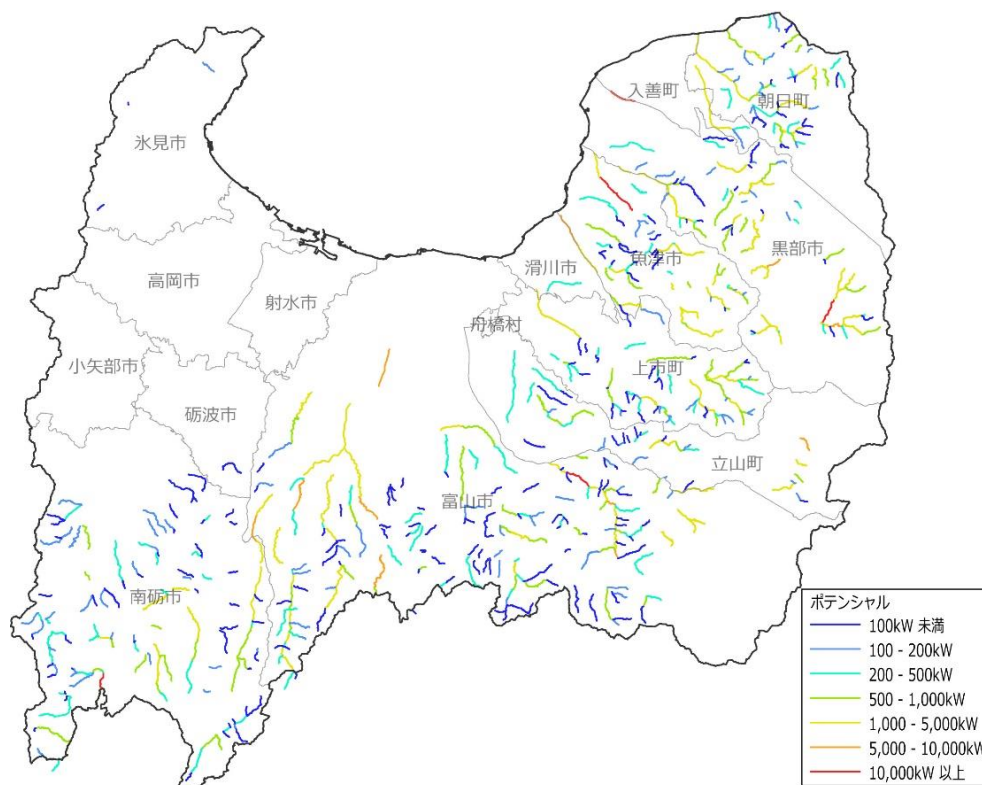 入善町
朝日町
氷見市
黒部市
魚津市
滑川市
高岡市
射水市
舟橋村
小矢部市
上市町
砺波市
立山町
富山市
南砺市
ポテンシャル
100kW 未満
100 - 200kW
200 - 500kW
500 - 1,000kW
1,000 - 5,000kW
5,000 - 10,000kW
10,000kW 以上